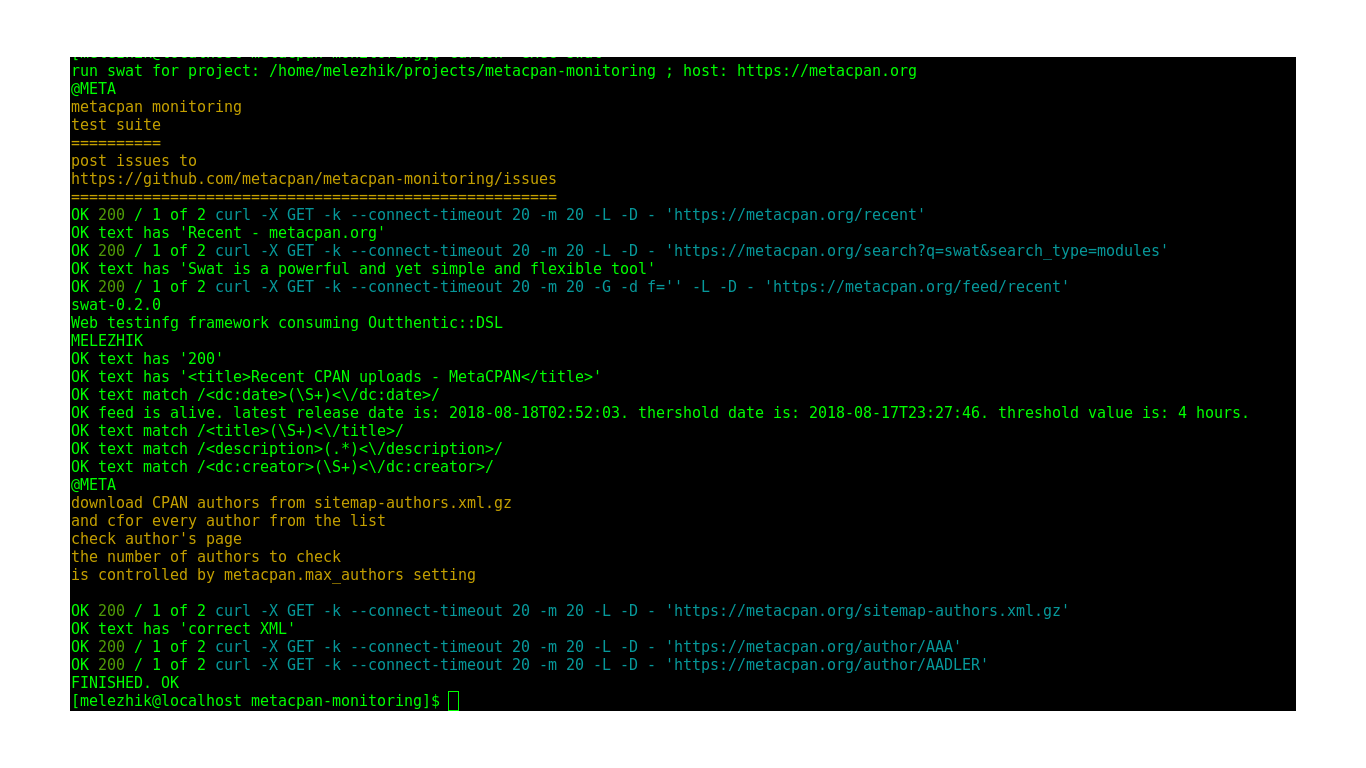 run swat for project: /home/melezhik/projects/metacpan-monitoring ; host: https://metacpan.org
@META
metacpan monitoring
test suite
==========
post issues to
https://github.com/metacpan/metacpan-monitoring/issues
======================================================
OK 200 / 1 of 2 curl -X GET -k --connect-timeout 20 -m 20 -L -D - 'https://metacpan.org/recent'
OK text has 'Recent - metacpan.org'
OK 200 / 1 of 2 curl -X GET -k --connect-timeout 20 -m 20 -L -D - 'https://metacpan.org/search?q=swat&search_type=modules'
OK text has 'Swat is a powerful and yet simple and flexible tool'
OK 200 / 1 of 2 curl -X GET -k --connect-timeout 20 -m 20 -G -d f='' -L -D - 'https://metacpan.org/feed/recent'
swat-0.2.0
Web testinfg framework consuming Outthentic::DSL
MELEZHIK
OK text has '200'
OK text has '<title>Recent CPAN uploads - MetaCPAN</title>'
OK text match /<dc:date>(\S+)<\/dc:date>/
OK feed is alive. latest release date is: 2018-08-18T02:52:03. thershold date is: 2018-08-17T23:27:46. threshold value is: 4 hours.
OK text match /<title>(\S+)<\/title>/
OK text match /<description>(.*)<\/description>/
OK text match /<dc:creator>(\S+)<\/dc:creator>/
@META
download CPAN authors from sitemap-authors.xml.gz
and cfor every author from the list
check author's page
the number of authors to check
is controlled by metacpan.max_authors setting
OK 200 / 1 of 2 curl -X GET -k --connect-timeout 20 -m 20 -L -D - 'https://metacpan.org/sitemap-authors.xml.gz'
OK text has 'correct XML'
OK 200 / 1 of 2 curl -X GET -k --connect-timeout 20 -m 20 -L -D - 'https://metacpan.org/author/AAA'
OK 200 / 1 of 2 curl -X GET -k --connect-timeout 20 -m 20 -L -D - 'https://metacpan.org/author/AADLER'
FINISHED. OK
[melezhik@localhost metacpan-monitoring]$